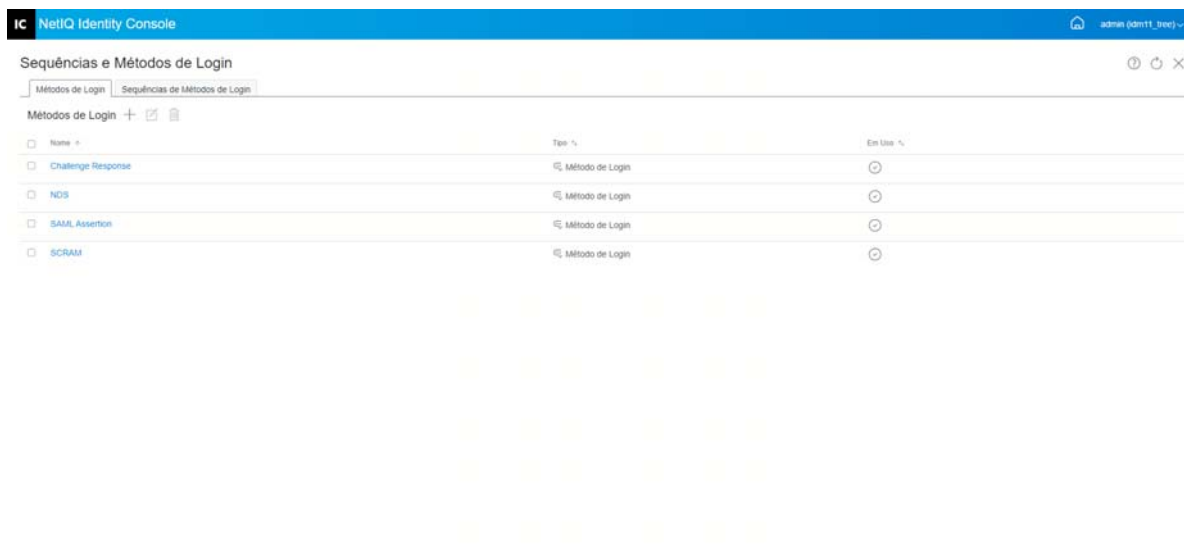 IC NetIQ Identity Console admin (idm11_tree)
Sequências e Métodos de Login
Métodos de Login Sequências de Métodos de Login
Métodos de Login
Nome Tipo Em Uso
Challenge Response Método de Login
NDS Método de Login
SAML Assertion Método de Login
SCRAM Método de Login